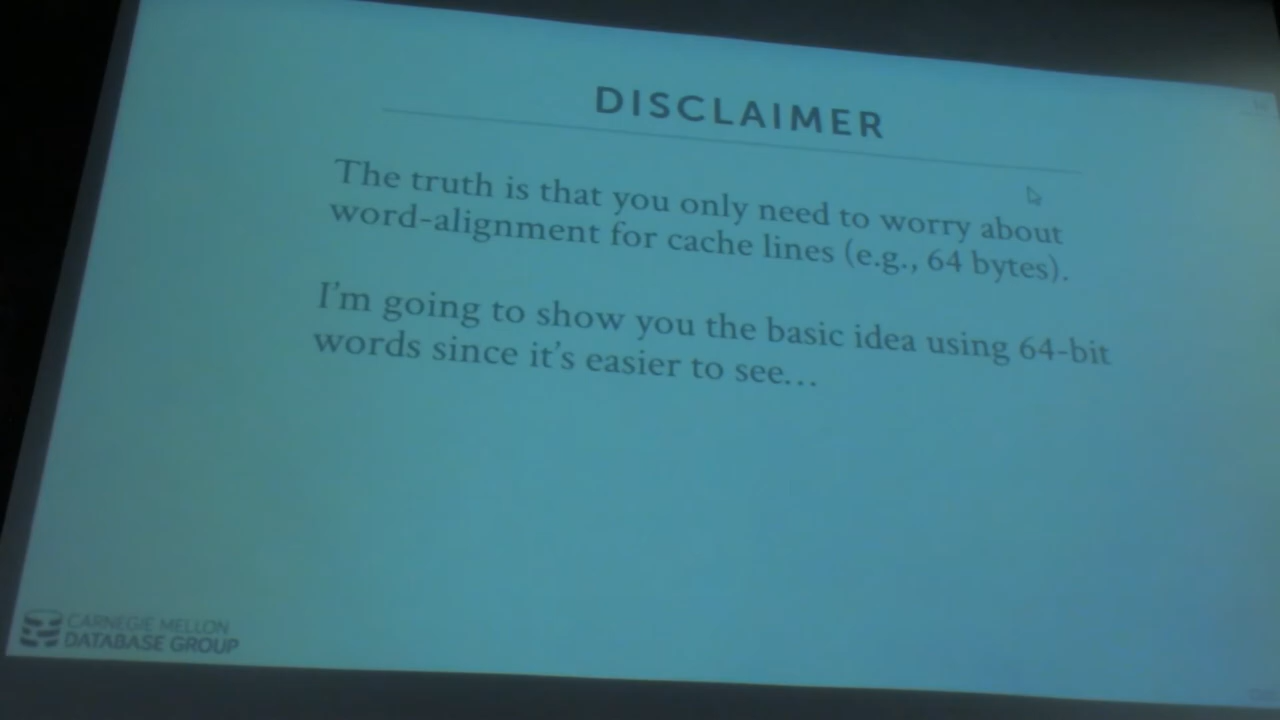 DISCLAIMER
The truth is that you only need to worry about
word-alignment for cache lines (e.g., 64 bytes).
I'm going to show you the basic idea using 64-bit
words since it's easier to see...
CARNEGIE MELLON
DATABASE GROUP